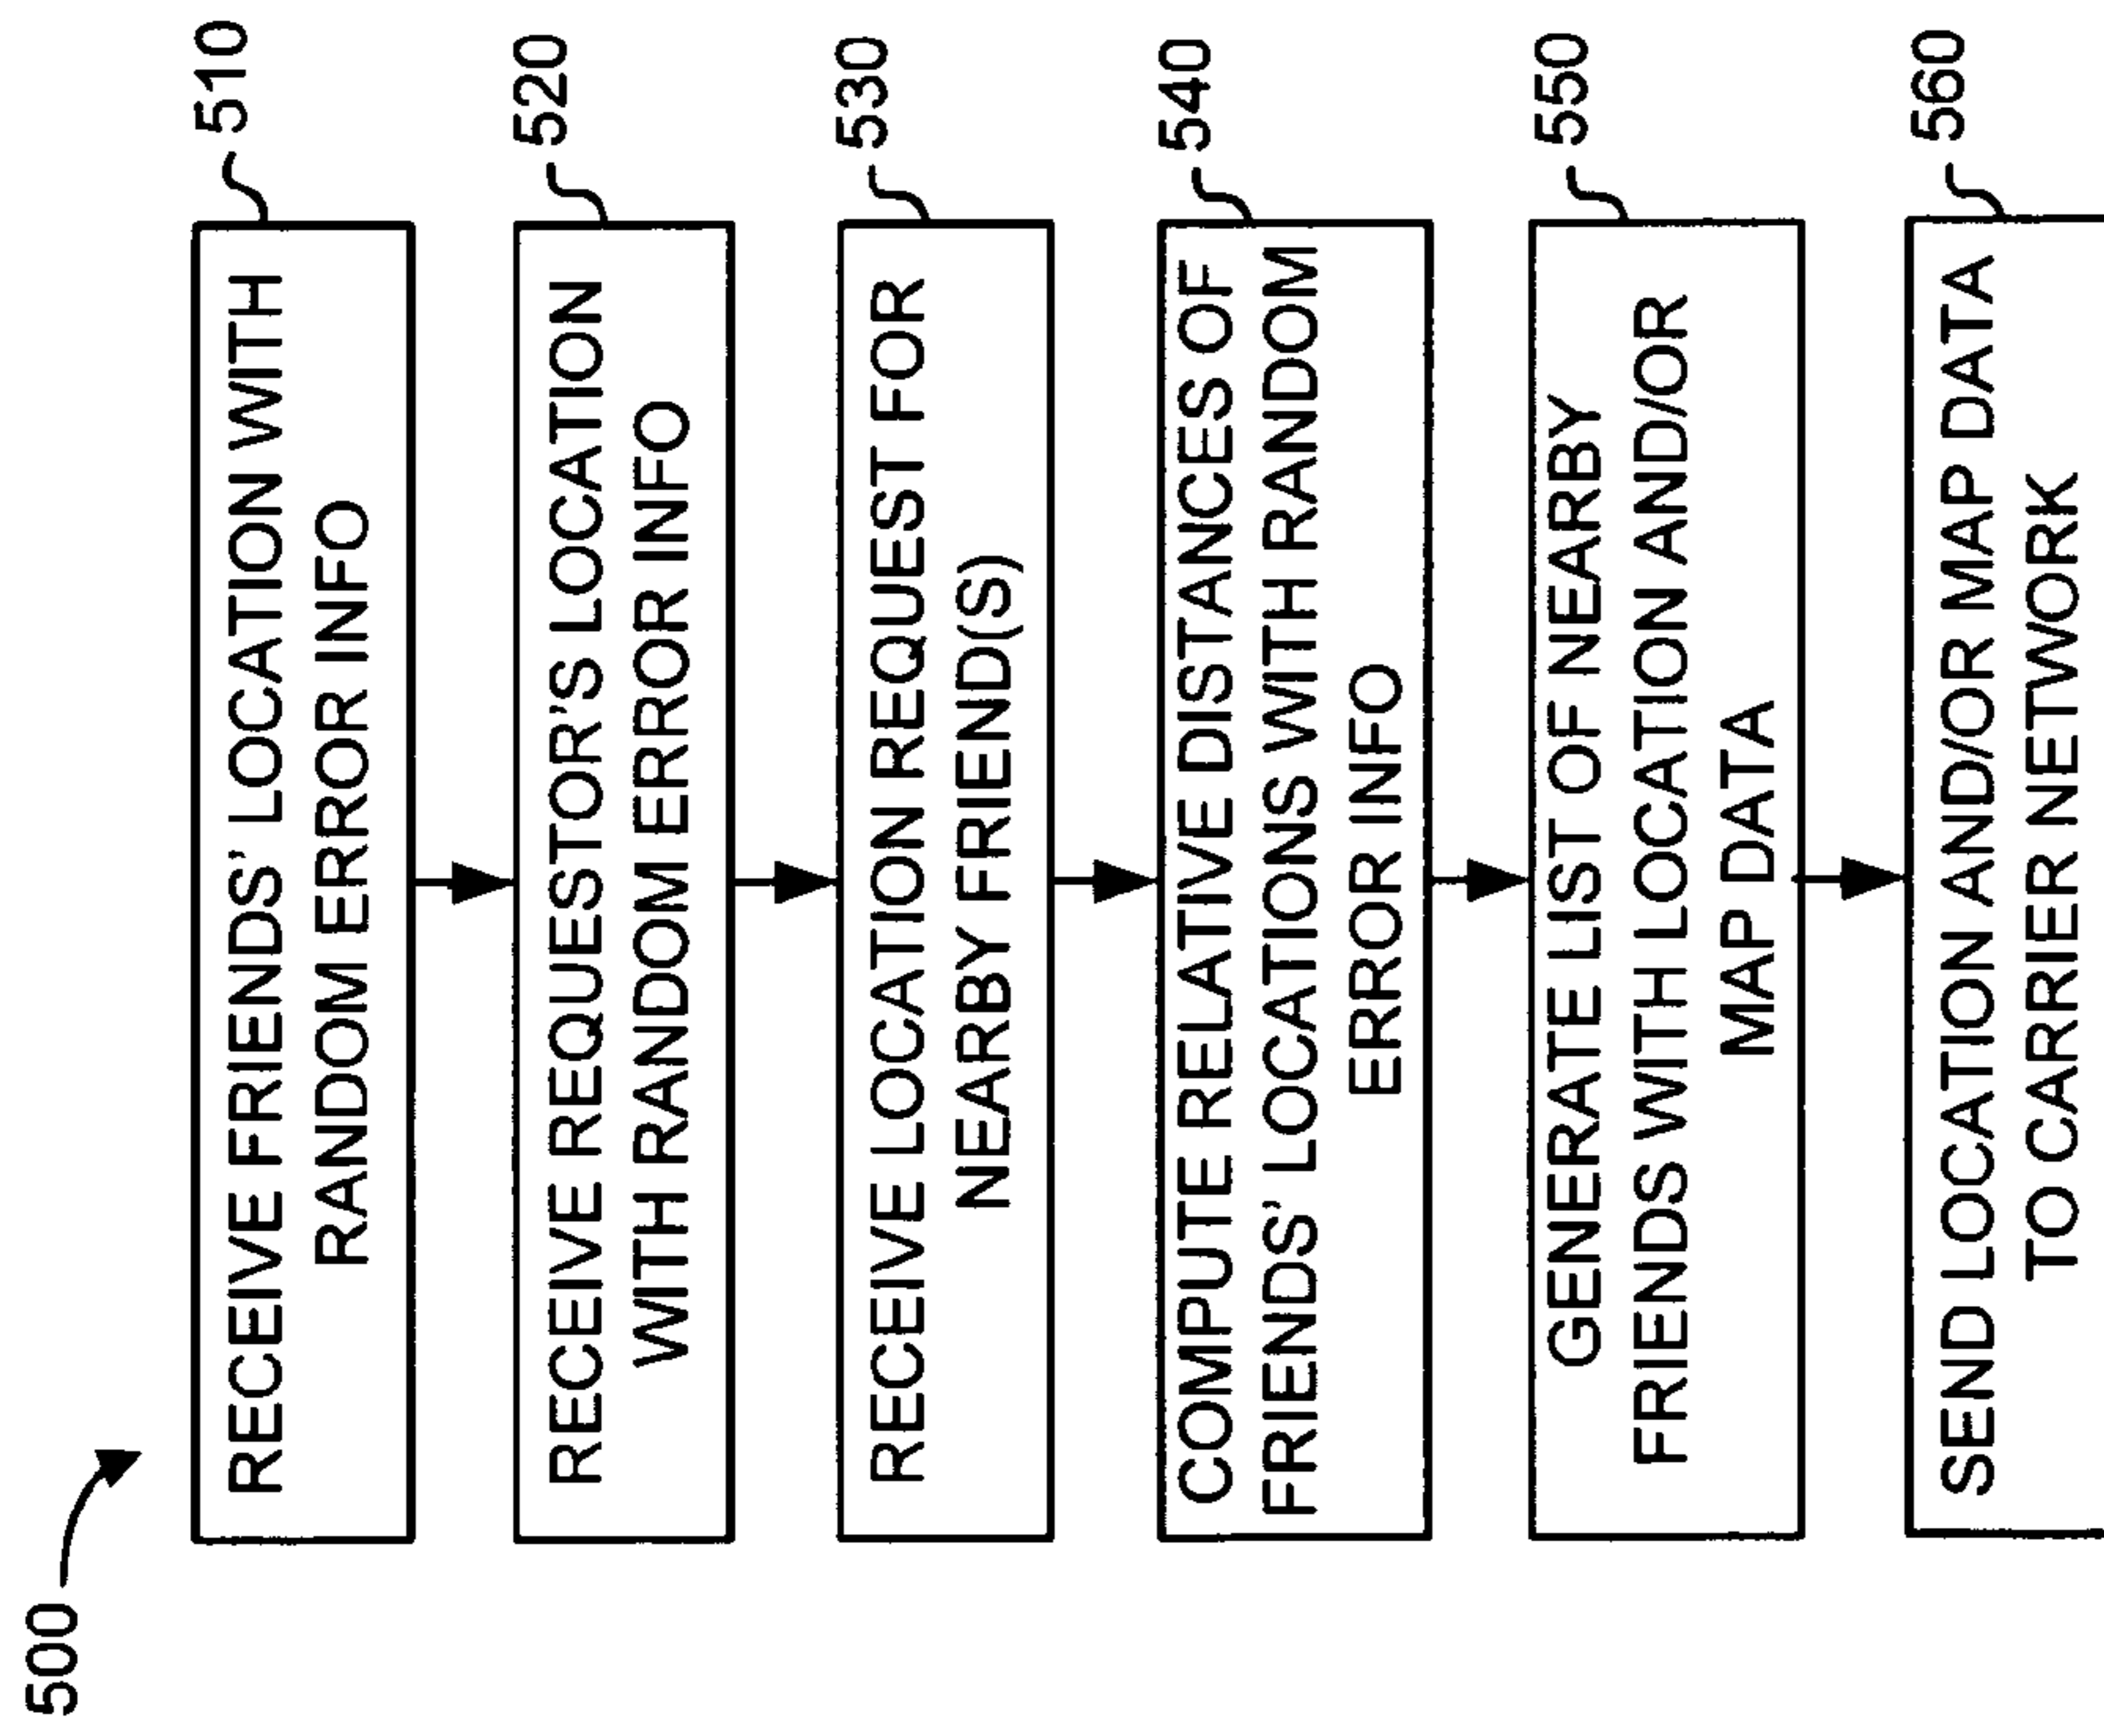 500
RECEIVE FRIENDS' LOCATION WITH
RANDOM ERROR INFO
510
RECEIVE REQUESTOR'S LOCATION
WITH RANDOM ERROR INFO
520
RECEIVE LOCATION REQUEST FOR
NEARBY FRIEND(S)
530
COMPUTE RELATIVE DISTANCES OF
FRIENDS' LOCATIONS WITH RANDOM
ERROR INFO
540
GENERATE LIST OF NEARBY
FRIENDS WITH LOCATION AND/OR
MAP DATA
550
SEND LOCATION AND/OR MAP DATA
TO CARRIER NETWORK
560